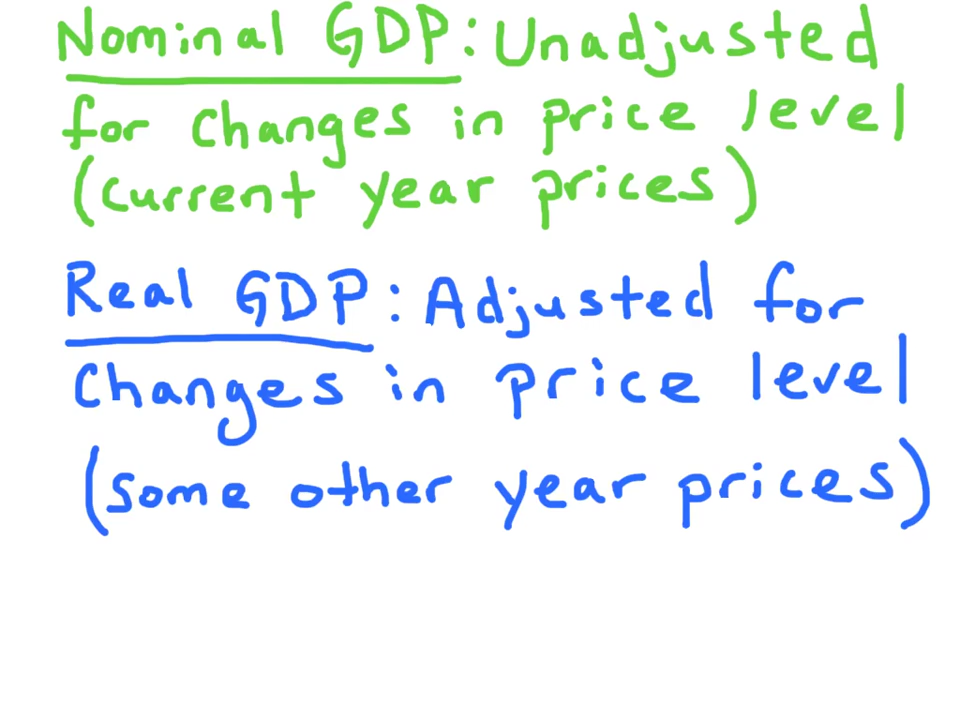 Nominal GDP: Unadjusted
for changes in price level
(current year prices)
Real GDP: Adjusted for
changes in price level
(some other year prices)